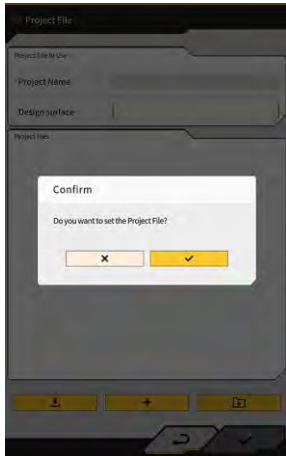 Project File
Project File in Use
Project Name
Design surface
Project Files
Confirm
Do you want to set the Project File?